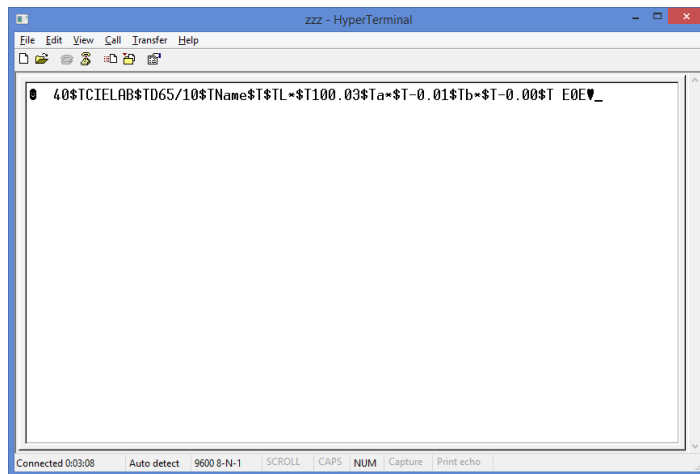 zzz - HyperTerminal
File Edit View Call Transfer Help
40$TCIELAB$TD65/10$TName$T$TL*$T100.03$Ta*$T-0.01$Tb*$T-0.00$T E0E♥_
Connected 0:03:08 Auto detect 9600 8-N-1 SCROLL CAPS NUM Capture Print echo